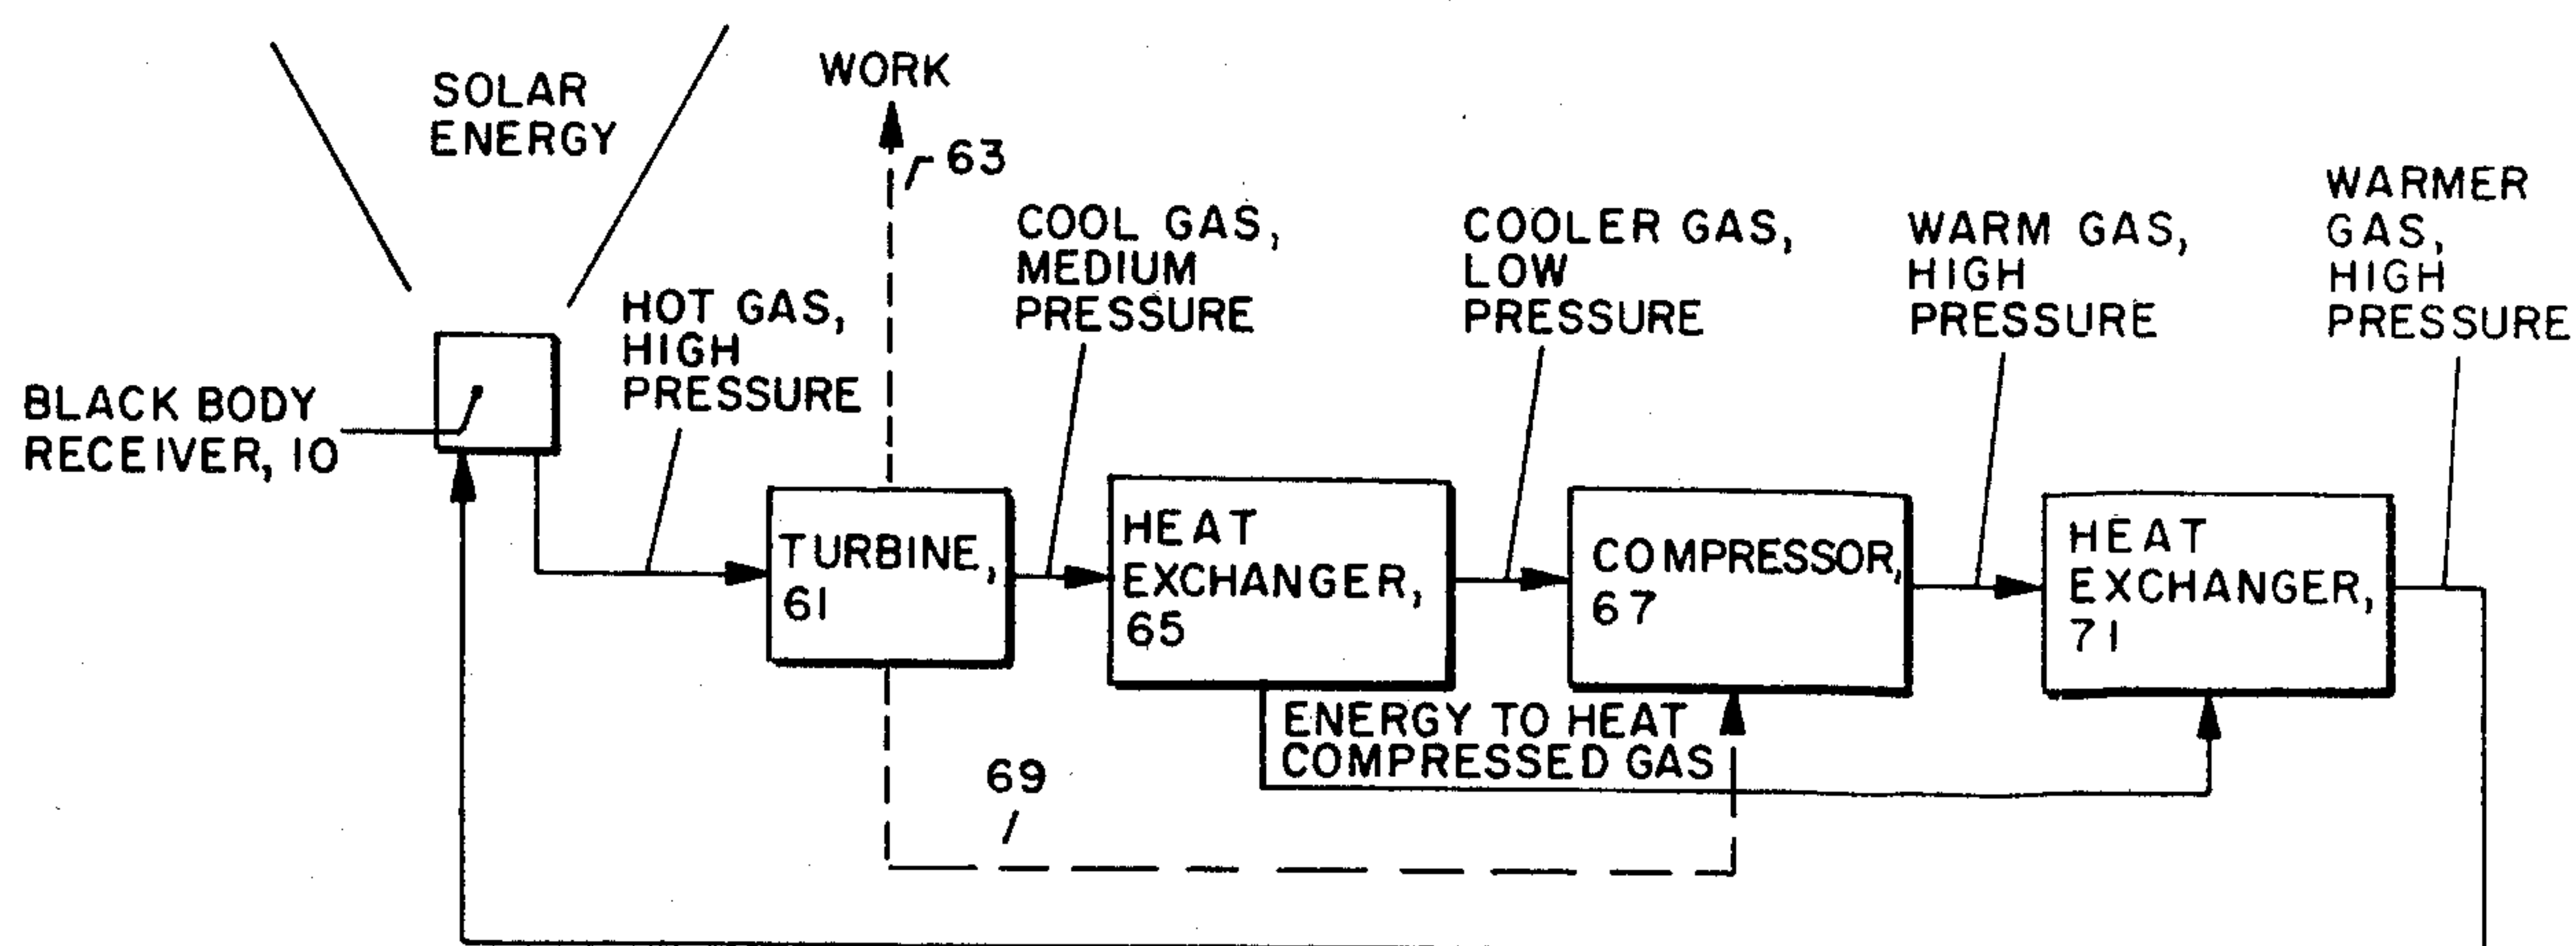 SOLAR
ENERGY
WORK
63
COOL GAS,
MEDIUM
PRESSURE
COOLER GAS,
LOW
PRESSURE
WARM GAS,
HIGH
PRESSURE
WARMER
GAS,
HIGH
PRESSURE
HOT GAS,
HIGH
PRESSURE
BLACK BODY
RECEIVER, 10
TURBINE,
61
HEAT
EXCHANGER,
65
COMPRESSOR,
67
HEAT
EXCHANGER,
71
ENERGY TO HEAT
COMPRESSED GAS
69